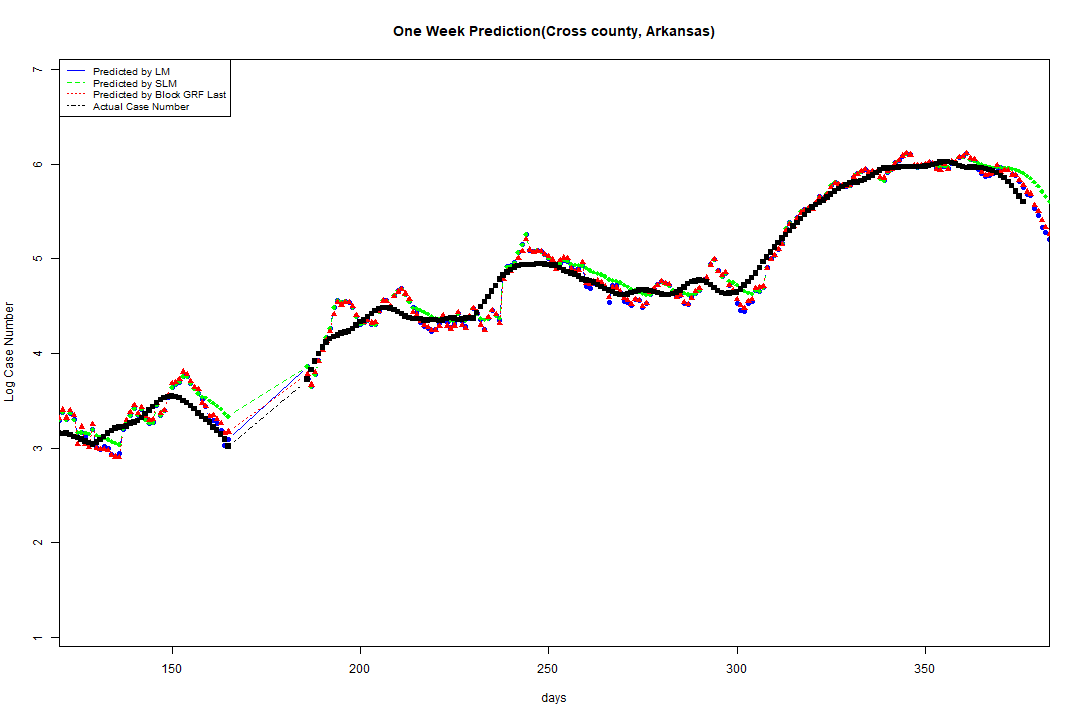 One Week Prediction(Cross county, Arkansas)
Predicted by LM
Predicted by SLM
Predicted by Block GRF Last
Actual Case Number
Log Case Number
7
6
5
4
3
2
1
150 200 250 300 350
days